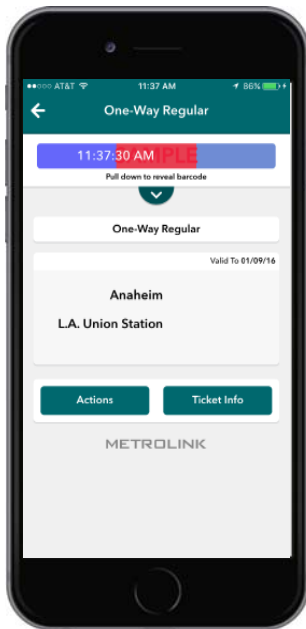 AT&T 11:37 AM 86%
One-Way Regular
11:37:30 AM SAMPLE
Pull down to reveal barcode
One-Way Regular
Valid To 01/09/16
Anaheim
L.A. Union Station
Actions Ticket Info
METROLINK